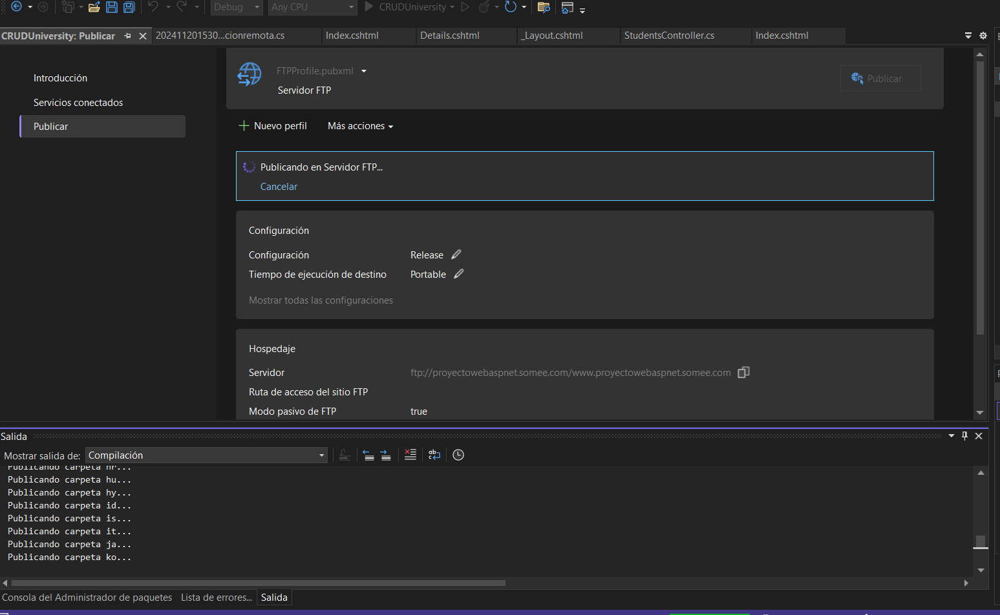 Debug
Any CPU
CRUDUniversity
CRUDUniversity: Publicar
202411201530...cionremota.cs
Index.cshtml
Details.cshtml
_Layout.cshtml
StudentsController.cs
Index.cshtml
Introducción
Servicios conectados
Publicar
FTPProfile.pubxml
Servidor FTP
Publicar
Nuevo perfil
Más acciones
Publicando en Servidor FTP...
Cancelar
Configuración
Configuración Release
Tiempo de ejecución de destino Portable
Mostrar todas las configuraciones
Hospedaje
Servidor ftp://proyectowebaspnet.somee.com/www.proyectowebaspnet.somee.com
Ruta de acceso del sitio FTP
Modo pasivo de FTP true
Salida
Mostrar salida de: Compilación
Publicando carpeta hr...
Publicando carpeta hu...
Publicando carpeta hy...
Publicando carpeta id...
Publicando carpeta is...
Publicando carpeta it...
Publicando carpeta ja...
Publicando carpeta ko...
Consola del Administrador de paquetes
Lista de errores...
Salida